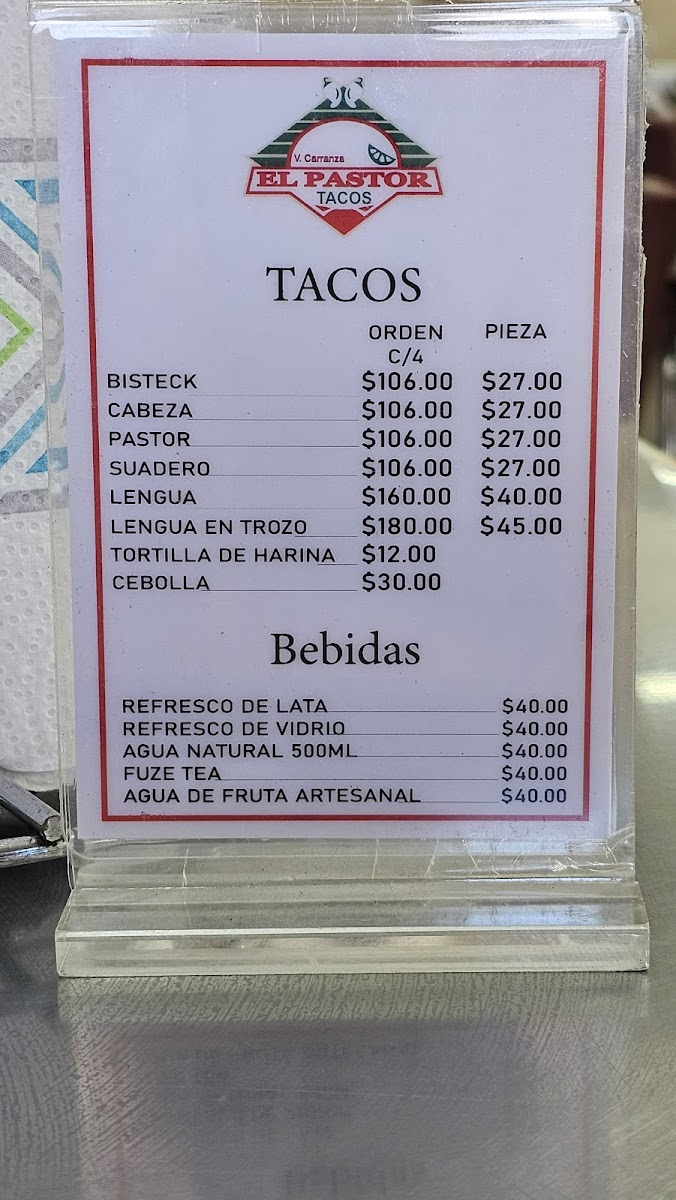 V. Carranza
EL PASTOR
TACOS
TACOS
ORDEN PIEZA
C/4
BISTECK $106.00 $27.00
CABEZA $106.00 $27.00
PASTOR $106.00 $27.00
SUADERO $106.00 $27.00
LENGUA $160.00 $40.00
LENGUA EN TROZO $180.00 $45.00
TORTILLA DE HARINA $12.00
CEBOLLA $30.00
Bebidas
REFRESCO DE LATA $40.00
REFRESCO DE VIDRIO $40.00
AGUA NATURAL 500ML $40.00
FUZE TEA $40.00
AGUA DE FRUTA ARTESANAL $40.00